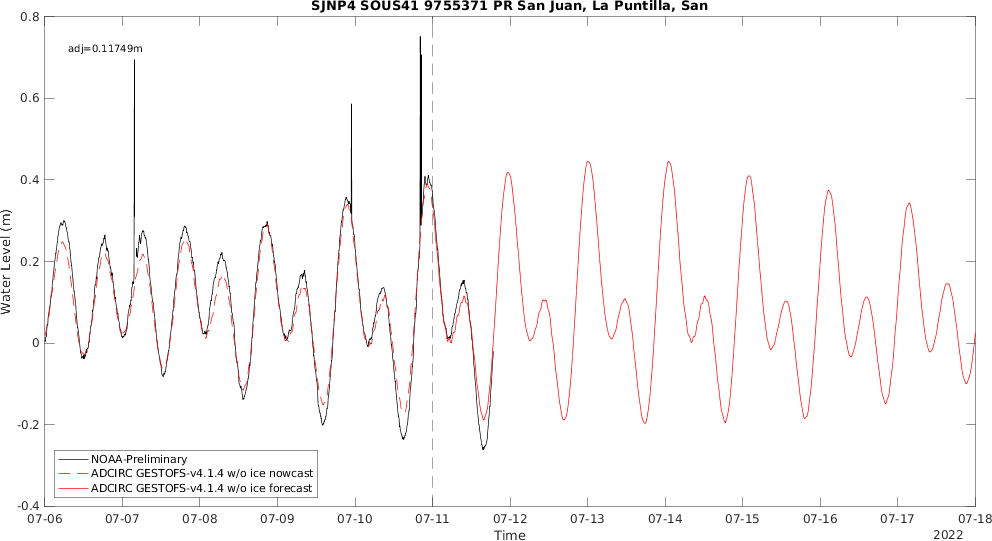 SJNP4 SOUS41 9755371 PR San Juan, La Puntilla, San
adj=0.11749m
Water Level (m)
0.8
0.6
0.4
0.2
0
-0.2
-0.4
NOAA-Preliminary
ADCIRC GESTOFS-v4.1.4 w/o ice nowcast
ADCIRC GESTOFS-v4.1.4 w/o ice forecast
07-06 07-07 07-08 07-09 07-10 07-11 07-12 07-13 07-14 07-15 07-16 07-17 07-18
Time
2022